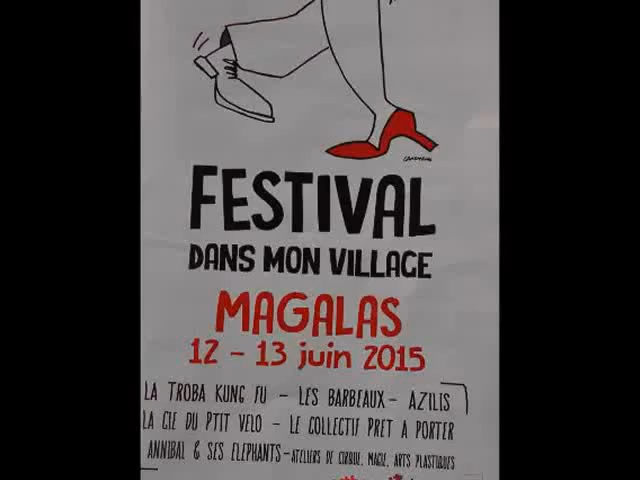 FESTIVAL
DANS MON VILLAGE
MAGALAS
12 - 13 juin 2015
LA TROBA KUNG FU - LES BARBEAUX - AZILIS
LA CIE DU PTIT VELO - LE COLLECTIF PRET A PORTER
ANNIBAL & SES ELEPHANTS - ATELIERS DE CIRQUE, MAGIE, ARTS PLASTIQUES